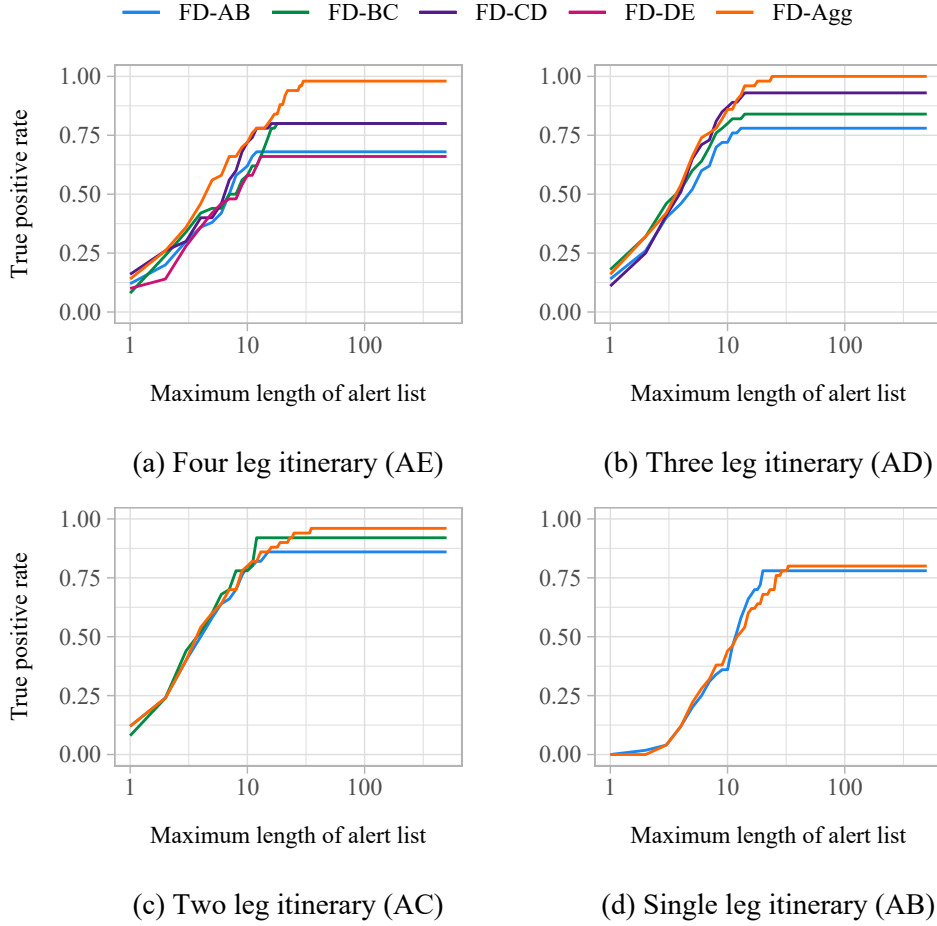 FD-AB FD-BC FD-CD FD-DE FD-Agg
True positive rate
1.00
0.75
0.50
0.25
0.00
1 10 100
Maximum length of alert list
(a) Four leg itinerary (AE)
1.00
0.75
0.50
0.25
0.00
1 10 100
Maximum length of alert list
(b) Three leg itinerary (AD)
True positive rate
1.00
0.75
0.50
0.25
0.00
1 10 100
Maximum length of alert list
(c) Two leg itinerary (AC)
1.00
0.75
0.50
0.25
0.00
1 10 100
Maximum length of alert list
(d) Single leg itinerary (AB)